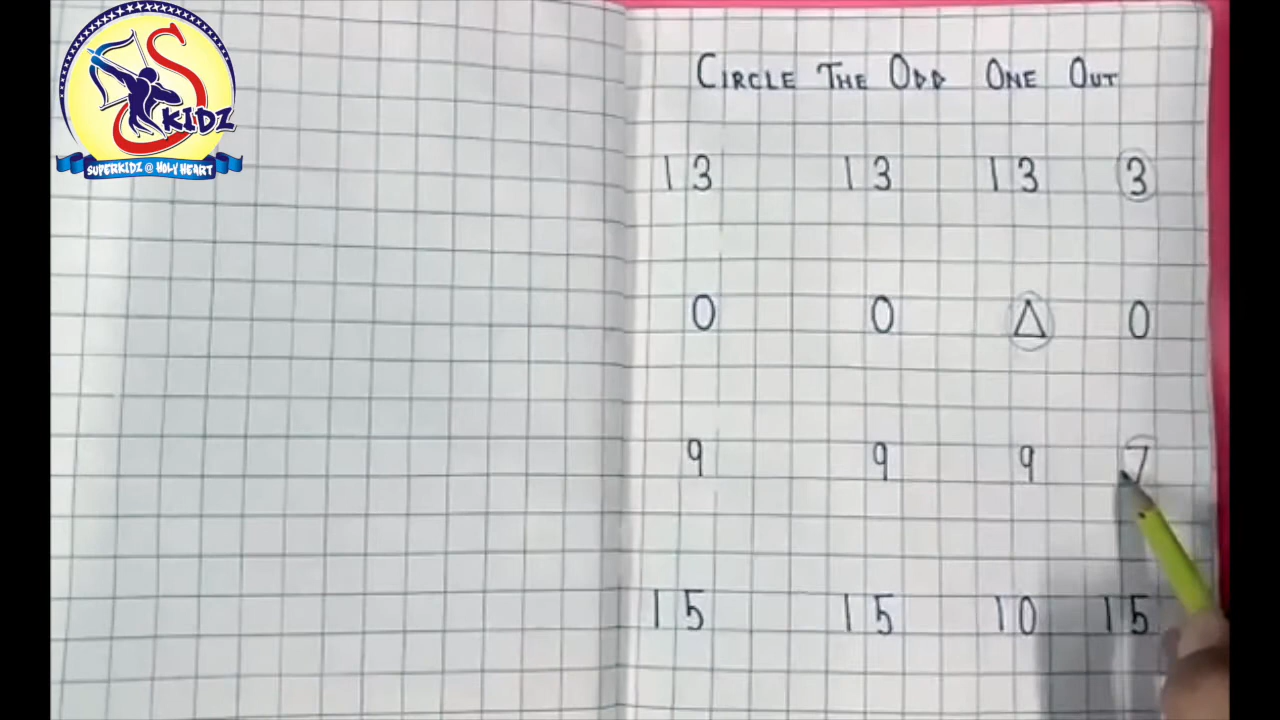 S
KIDZ
SUPERKIDZ @ HOLY HEART
CIRCLE THE ODD ONE OUT
13 13 13 3
0 0 Δ 0
9 9 9 7
15 15 10 15